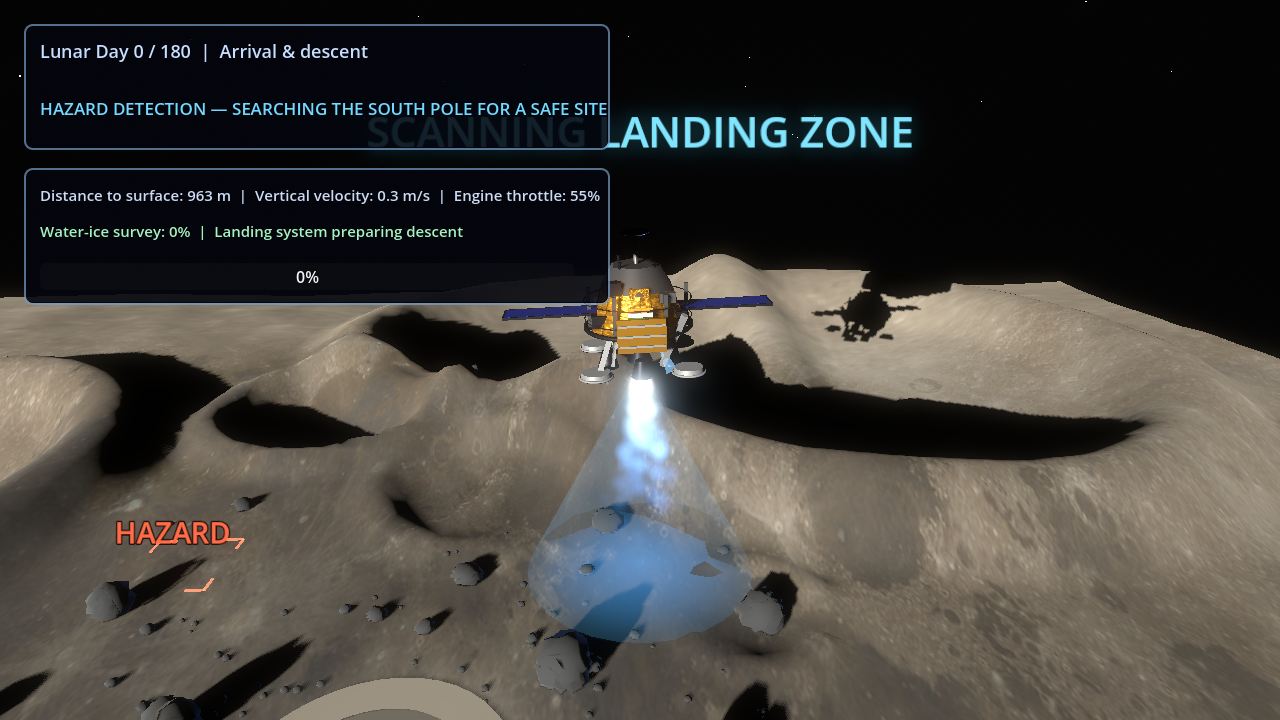 Lunar Day 0 / 180 | Arrival & descent
HAZARD DETECTION — SEARCHING THE SOUTH POLE FOR A SAFE SITE
SCANNING LANDING ZONE
Distance to surface: 963 m | Vertical velocity: 0.3 m/s | Engine throttle: 55%
Water-ice survey: 0% | Landing system preparing descent
0%
HAZARD